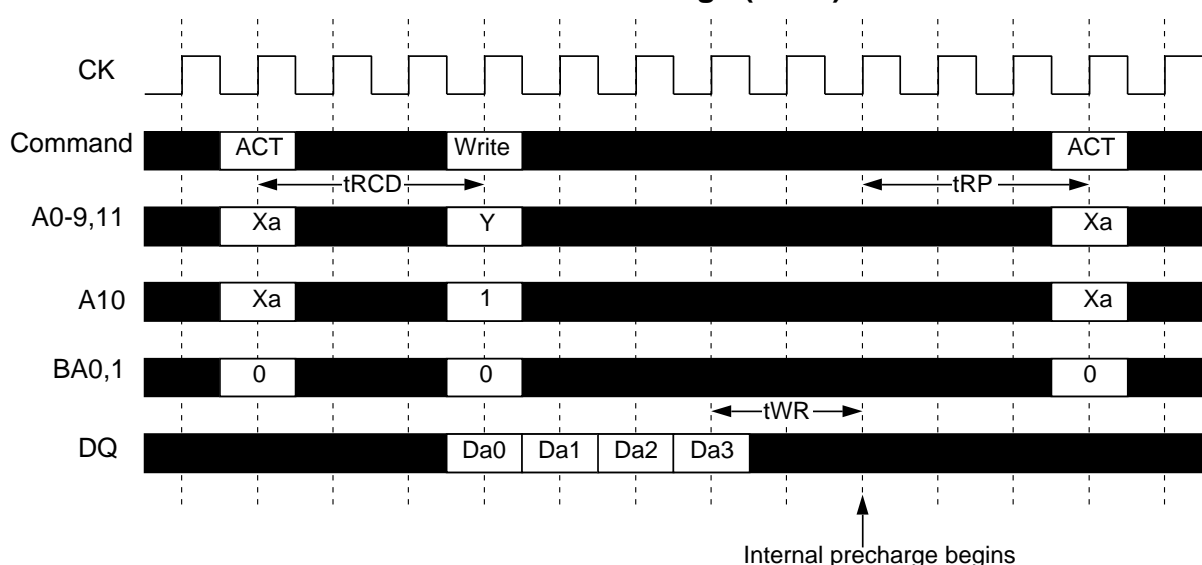 CK
Command ACT Write ACT
tRCD tRP
A0-9,11 Xa Y Xa
A10 Xa 1 Xa
BA0,1 0 0 0
tWR
DQ Da0 Da1 Da2 Da3
Internal precharge begins